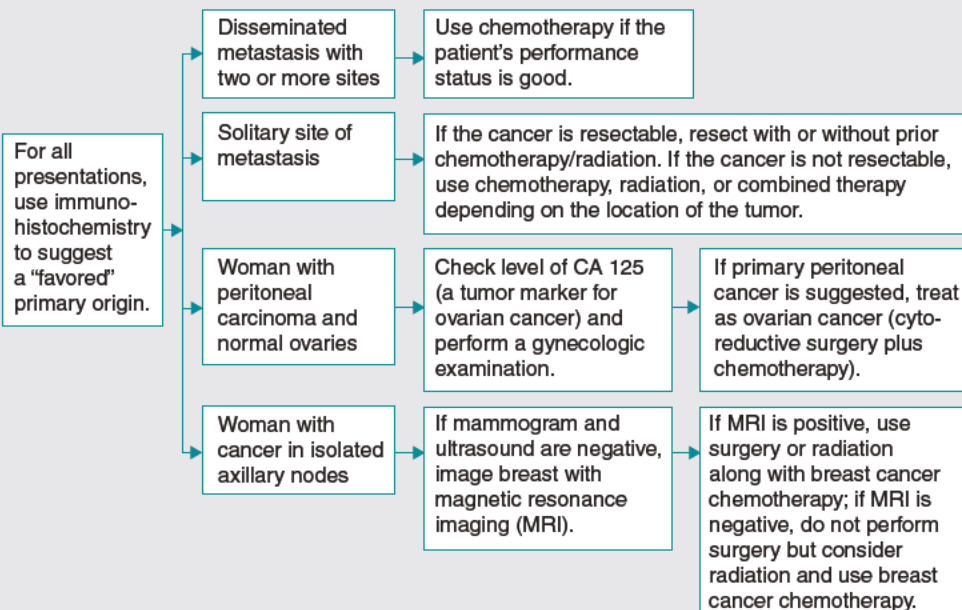 For all
presentations,
use immuno-
histochemistry
to suggest
a “favored”
primary origin.
Disseminated
metastasis with
two or more sites
Use chemotherapy if the
patient’s performance
status is good.
Solitary site of
metastasis
If the cancer is resectable, resect with or without prior
chemotherapy/radiation. If the cancer is not resectable,
use chemotherapy, radiation, or combined therapy
depending on the location of the tumor.
Woman with
peritoneal
carcinoma and
normal ovaries
Check level of CA 125
(a tumor marker for
ovarian cancer) and
perform a gynecologic
examination.
If primary peritoneal
cancer is suggested, treat
as ovarian cancer (cyto-
reductive surgery plus
chemotherapy).
Woman with
cancer in isolated
axillary nodes
If mammogram and
ultrasound are negative,
image breast with
magnetic resonance
imaging (MRI).
If MRI is positive, use
surgery or radiation
along with breast cancer
chemotherapy; if MRI is
negative, do not perform
surgery but consider
radiation and use breast
cancer chemotherapy.